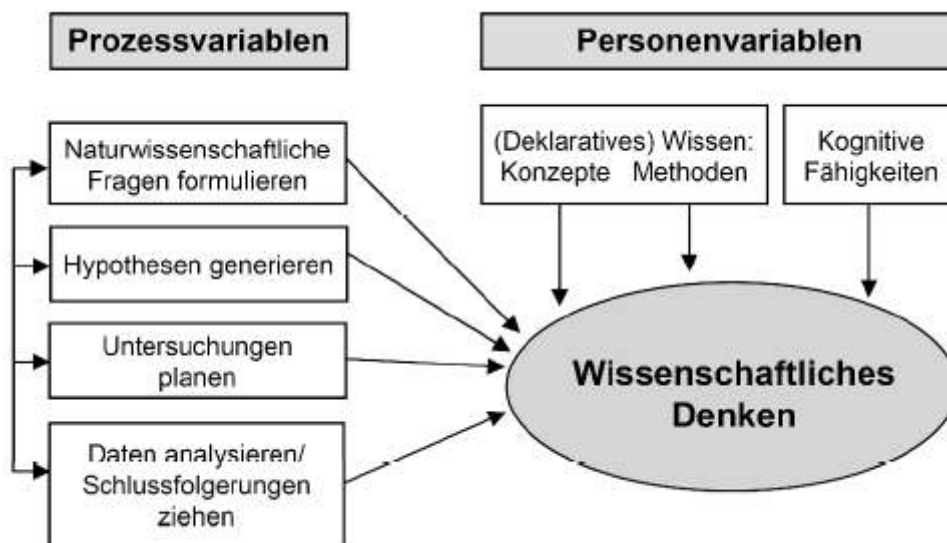 Prozessvariablen
Naturwissenschaftliche
Fragen formulieren
Hypothesen generieren
Untersuchungen
planen
Daten analysieren/
Schlussfolgerungen
ziehen
Personenvariablen
(Deklaratives) Wissen:
Konzepte Methoden
Kognitive
Fähigkeiten
Wissenschaftliches
Denken